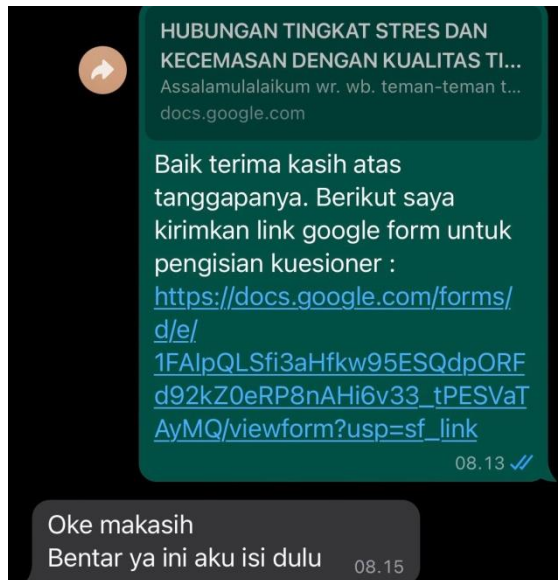 HUBUNGAN TINGKAT STRES DAN
KECEMASAN DENGAN KUALITAS TI...
Assalamulalaikum wr. wb. teman-teman t...
docs.google.com
Baik terima kasih atas
tanggapanya. Berikut saya
kirimkan link google form untuk
pengisian kuesioner :
https://docs.google.com/forms/
d/e/
1FAIpQLSfi3aHfkw95ESQdpORF
d92kZ0eRP8nAHi6v33_tPESVaT
AyMQ/viewform?usp=sf_link
08.13
Oke makasih
Bentar ya ini aku isi dulu 08.15